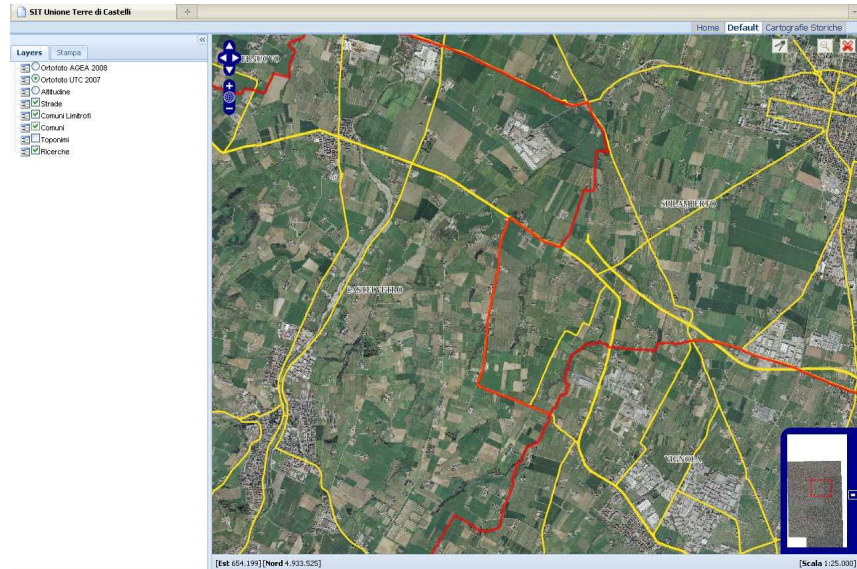 SIT Unione Terre di Castelli
Home Default Cartografie Storiche
Layers Stampa
Ortofoto AGEA 2008
Ortofoto UTC 2007
Altitudine
Strade
Comuni Limitrofi
Comuni
Toponimi
Ricerche
SPILAMBERTO
CASTELVETRO
VIGNOLA
[Est 654.199] [Nord 4.933.525]
[Scala 1:25.000]